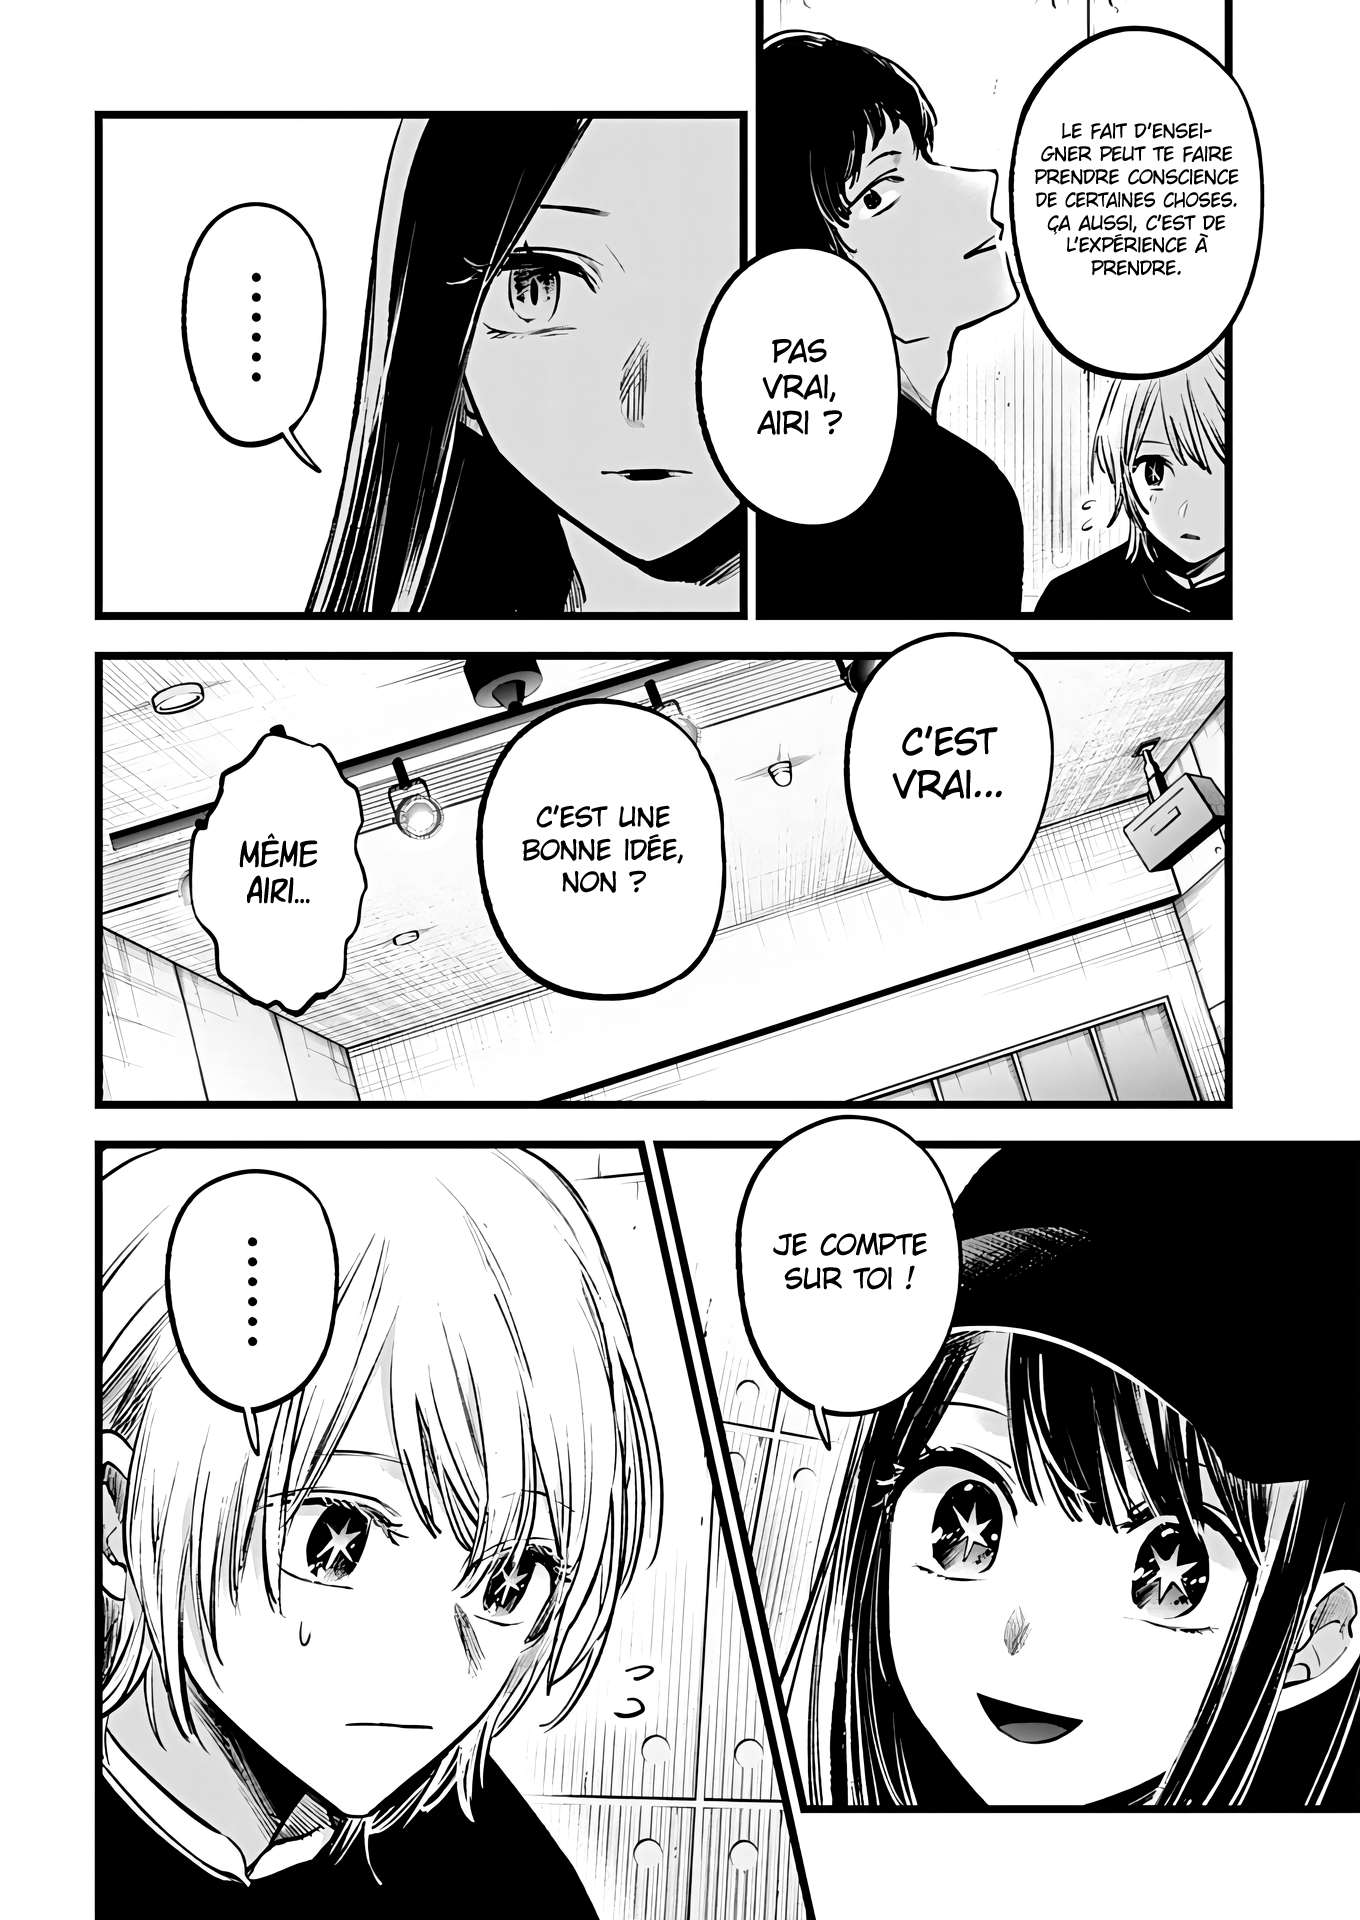 LE FAIT D'ENSEI-
GNER PEUT TE FAIRE
PRENDRE CONSCIENCE
DE CERTAINES CHOSES.
ÇA AUSSI, C'EST DE
L'EXPÉRIENCE À
PRENDRE.
PAS
VRAI,
AIRI ?
......
C'EST
VRAI...
C'EST UNE
BONNE IDÉE,
NON ?
MÊME
AIRI...
JE COMPTE
SUR TOI !
......